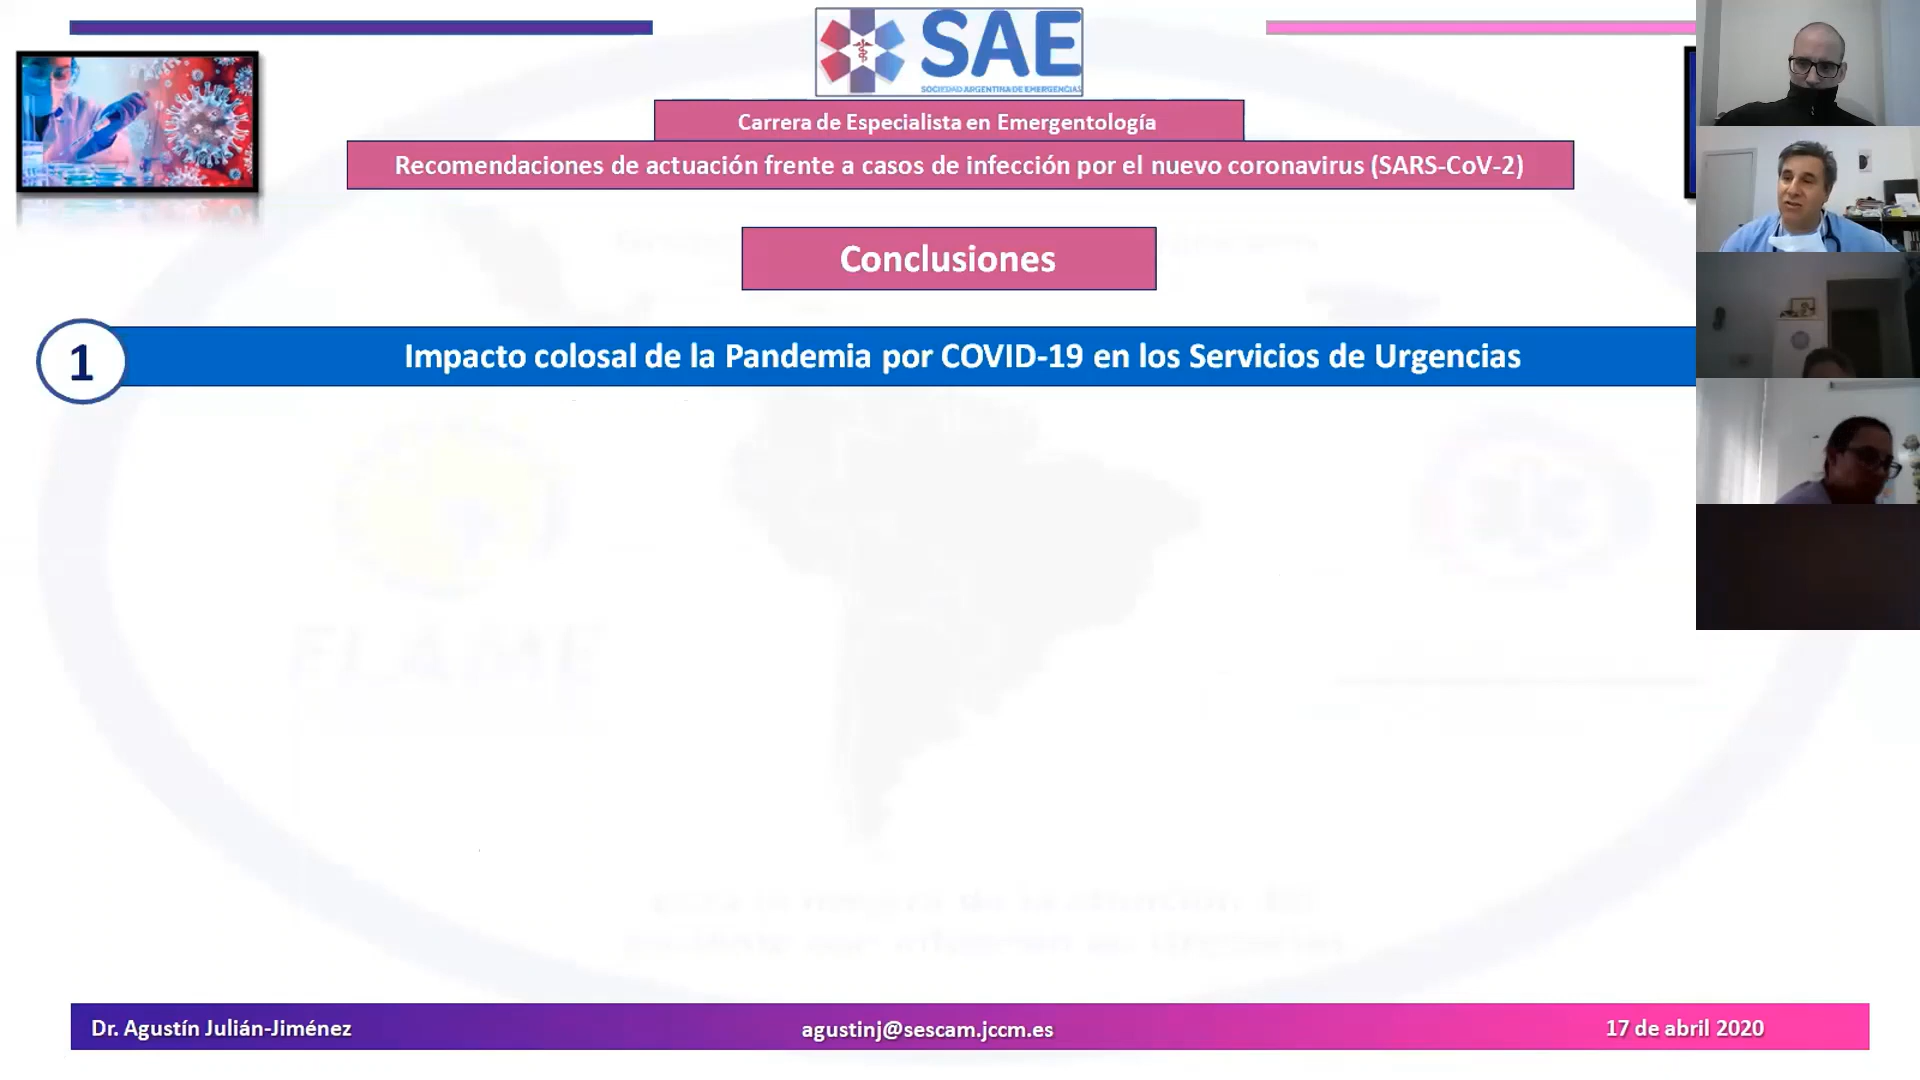 SAE
SOCIEDAD ARGENTINA DE EMERGENCIAS
Carrera de Especialista en Emergentología
Recomendaciones de actuación frente a casos de infección por el nuevo coronavirus (SARS-CoV-2)
Conclusiones
1
Impacto colosal de la Pandemia por COVID-19 en los Servicios de Urgencias
FLAME
Dr. Agustín Julián-Jiménez
agustinj@sescam.jccm.es
17 de abril 2020